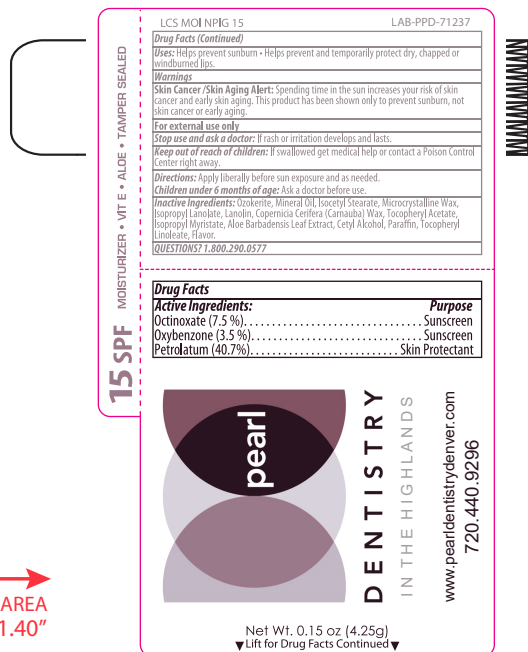 LCS MOI NPIG 15
LAB-PPD-71237
Drug Facts (Continued)
Uses: Helps prevent sunburn • Helps prevent and temporarily protect dry, chapped or
windburned lips.
Warnings
Skin Cancer /Skin Aging Alert: Spending time in the sun increases your risk of skin
cancer and early skin aging. This product has been shown only to prevent sunburn, not
skin cancer or early aging.
For external use only
Stop use and ask a doctor: If rash or irritation develops and lasts.
Keep out of reach of children: If swallowed get medical help or contact a Poison Control
Center right away.
Directions: Apply liberally before sun exposure and as needed.
Children under 6 months of age: Ask a doctor before use.
Inactive Ingredients: Ozokerite, Mineral Oil, Isocetyl Stearate, Microcrystalline Wax,
Isopropyl Lanolate, Lanolin, Copernicia Cerifera (Carnauba) Wax, Tocopheryl Acetate,
Isopropyl Myristate, Aloe Barbadensis Leaf Extract, Cetyl Alcohol, Paraffin, Tocopheryl
Linoleate, Flavor.
QUESTIONS? 1.800.290.0577
15 SPF MOISTURIZER • VIT E • ALOE • TAMPER SEALED
Drug Facts
Active Ingredients: Purpose
Octinoxate (7.5 %). . . . . . . . . . . . . . . . . . . . . . . . . . . . . Sunscreen
Oxybenzone (3.5 %). . . . . . . . . . . . . . . . . . . . . . . . . . . . Sunscreen
Petrolatum (40.7%). . . . . . . . . . . . . . . . . . . . . . . . . Skin Protectant
pearl
DENTISTRY
IN THE HIGHLANDS
www.pearldentistrydenver.com
720.440.9296
AREA
1.40”
Net Wt. 0.15 oz (4.25g)
▼Lift for Drug Facts Continued▼